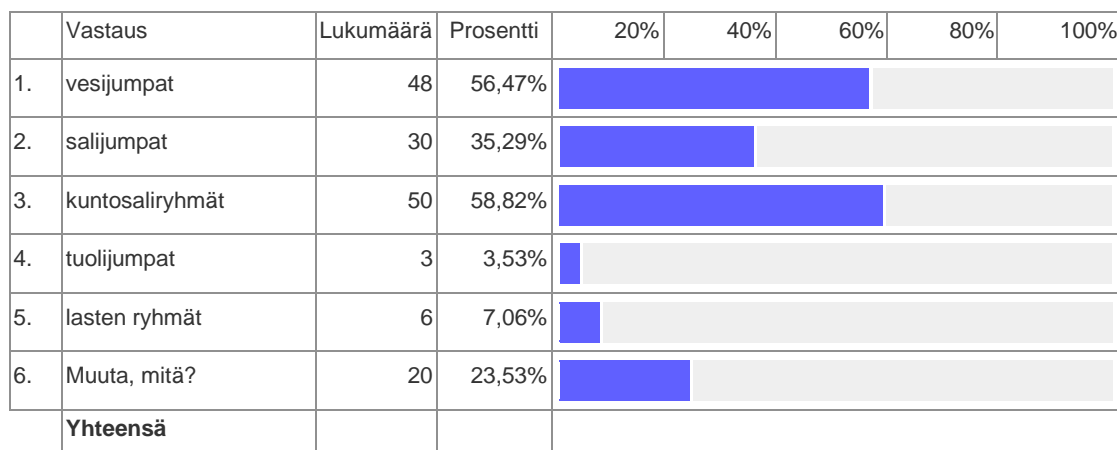 Vastaus Lukumäärä Prosentti 20% 40% 60% 80% 100%
1. vesijumpat 48 56,47%
2. salijumpat 30 35,29%
3. kuntosaliryhmät 50 58,82%
4. tuolijumpat 3 3,53%
5. lasten ryhmät 6 7,06%
6. Muuta, mitä? 20 23,53%
Yhteensä